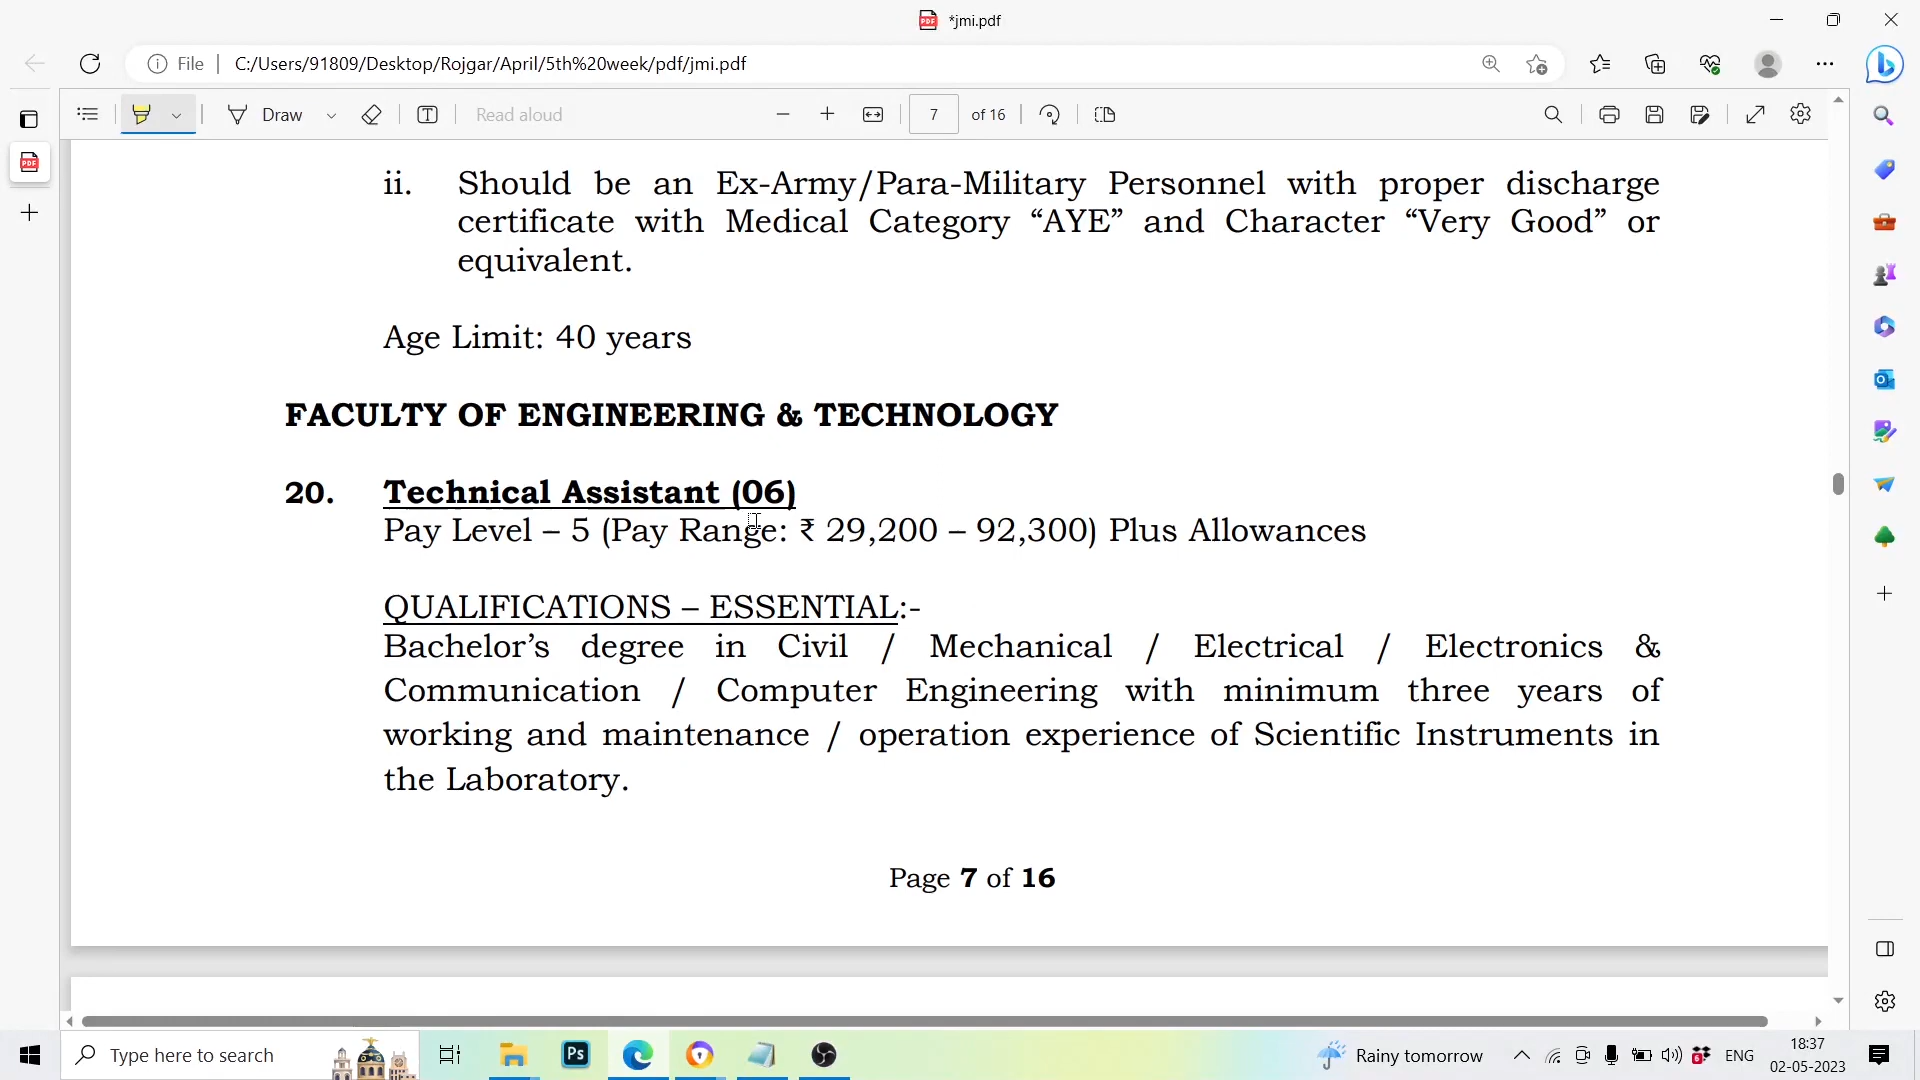 *jmi.pdf
File
C:/Users/91809/Desktop/Rojgar/April/5th%20week/pdf/jmi.pdf
Draw
Read aloud
7 of 16
ii. Should be an Ex-Army/Para-Military Personnel with proper discharge
certificate with Medical Category “AYE” and Character “Very Good” or
equivalent.
Age Limit: 40 years
FACULTY OF ENGINEERING & TECHNOLOGY
20. Technical Assistant (06)
Pay Level – 5 (Pay Range: ₹ 29,200 – 92,300) Plus Allowances
QUALIFICATIONS – ESSENTIAL:-
Bachelor’s degree in Civil / Mechanical / Electrical / Electronics &
Communication / Computer Engineering with minimum three years of
working and maintenance / operation experience of Scientific Instruments in
the Laboratory.
Page 7 of 16
Type here to search
Ps
Rainy tomorrow
ENG
18:37
02-05-2023